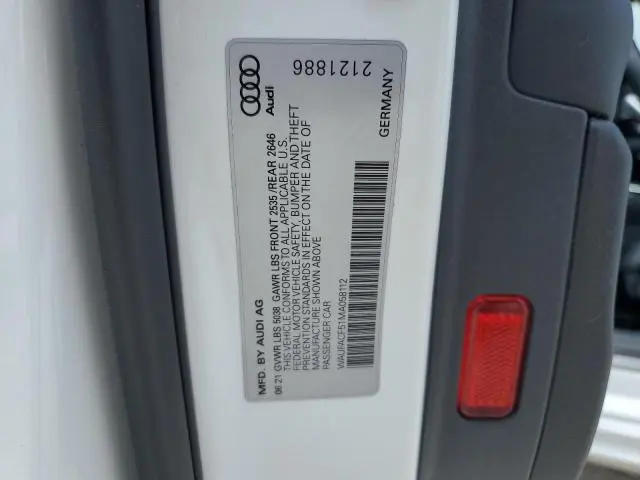 Audi
2121886
MFD. BY AUDI AG
GERMANY
06.21 GVWR LBS 5038 GAWR LBS FRONT 2535/REAR 2646
THIS VEHICLE CONFORMS TO ALL APPLICABLE U.S.
FEDERAL MOTOR VEHICLE SAFETY, BUMPER AND THEFT
PREVENTION STANDARDS IN EFFECT ON THE DATE OF
MANUFACTURE SHOWN ABOVE
PASSENGER CAR
WAUFACF51MA058112